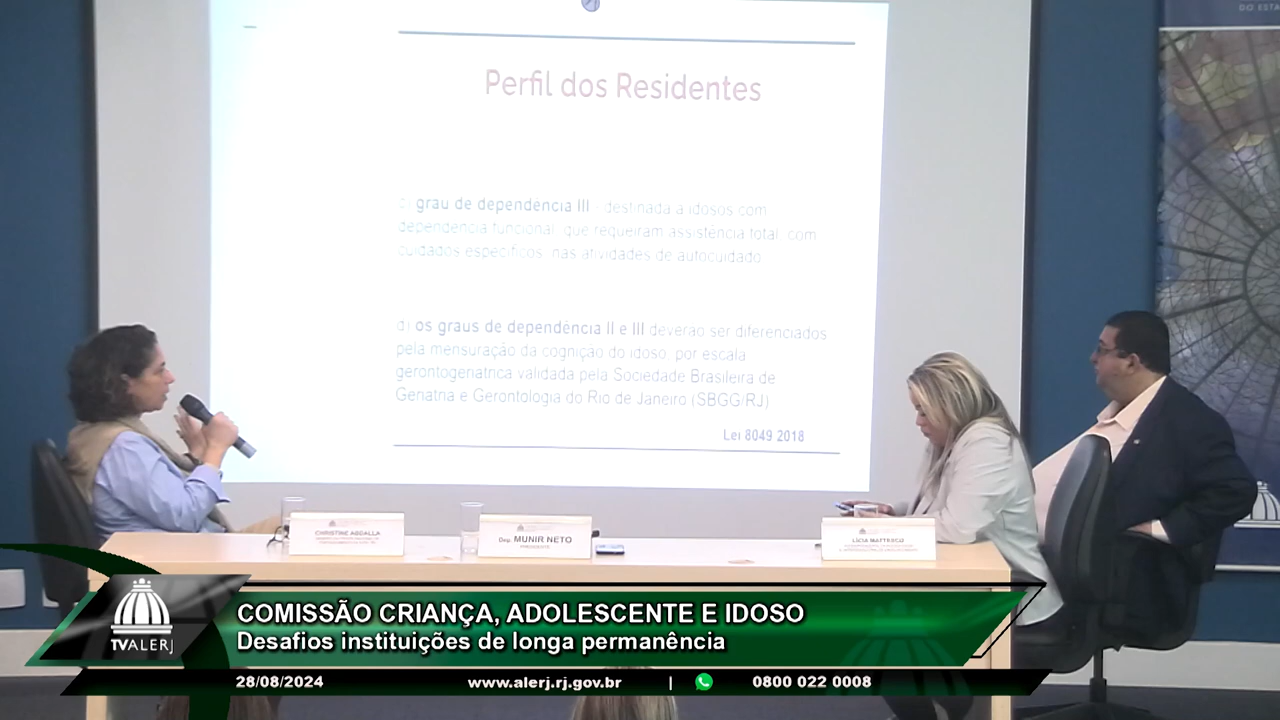 DO ESTA
Perfil dos Residentes
c) grau de dependência III - destinada a idosos com
dependência funcional, que requeiram assistência total, com
cuidados específicos, nas atividades de autocuidado
d) os graus de dependência II e III deverão ser diferenciados
pela mensuração da cognição do idoso, por escala
gerontogeriátrica validada pela Sociedade Brasileira de
Geriatria e Gerontologia do Rio de Janeiro (SBGG/RJ)
Lei 8049 2018
CHRISTINE ABDALLA
Dep. MUNIR NETO
PRESIDENTE
TVALERJ
COMISSÃO CRIANÇA, ADOLESCENTE E IDOSO
Desafios instituições de longa permanência
28/08/2024 www.alerj.rj.gov.br | 0800 022 0008